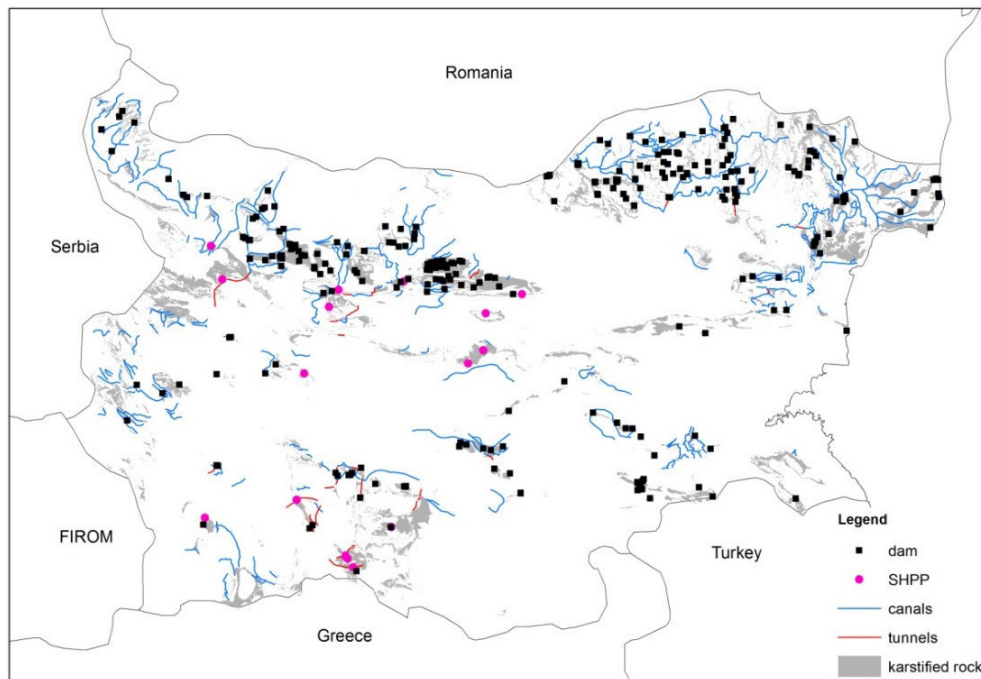 Romania
Serbia
FIROM
Greece
Turkey
Legend
dam
SHPP
canals
tunnels
karstified rock